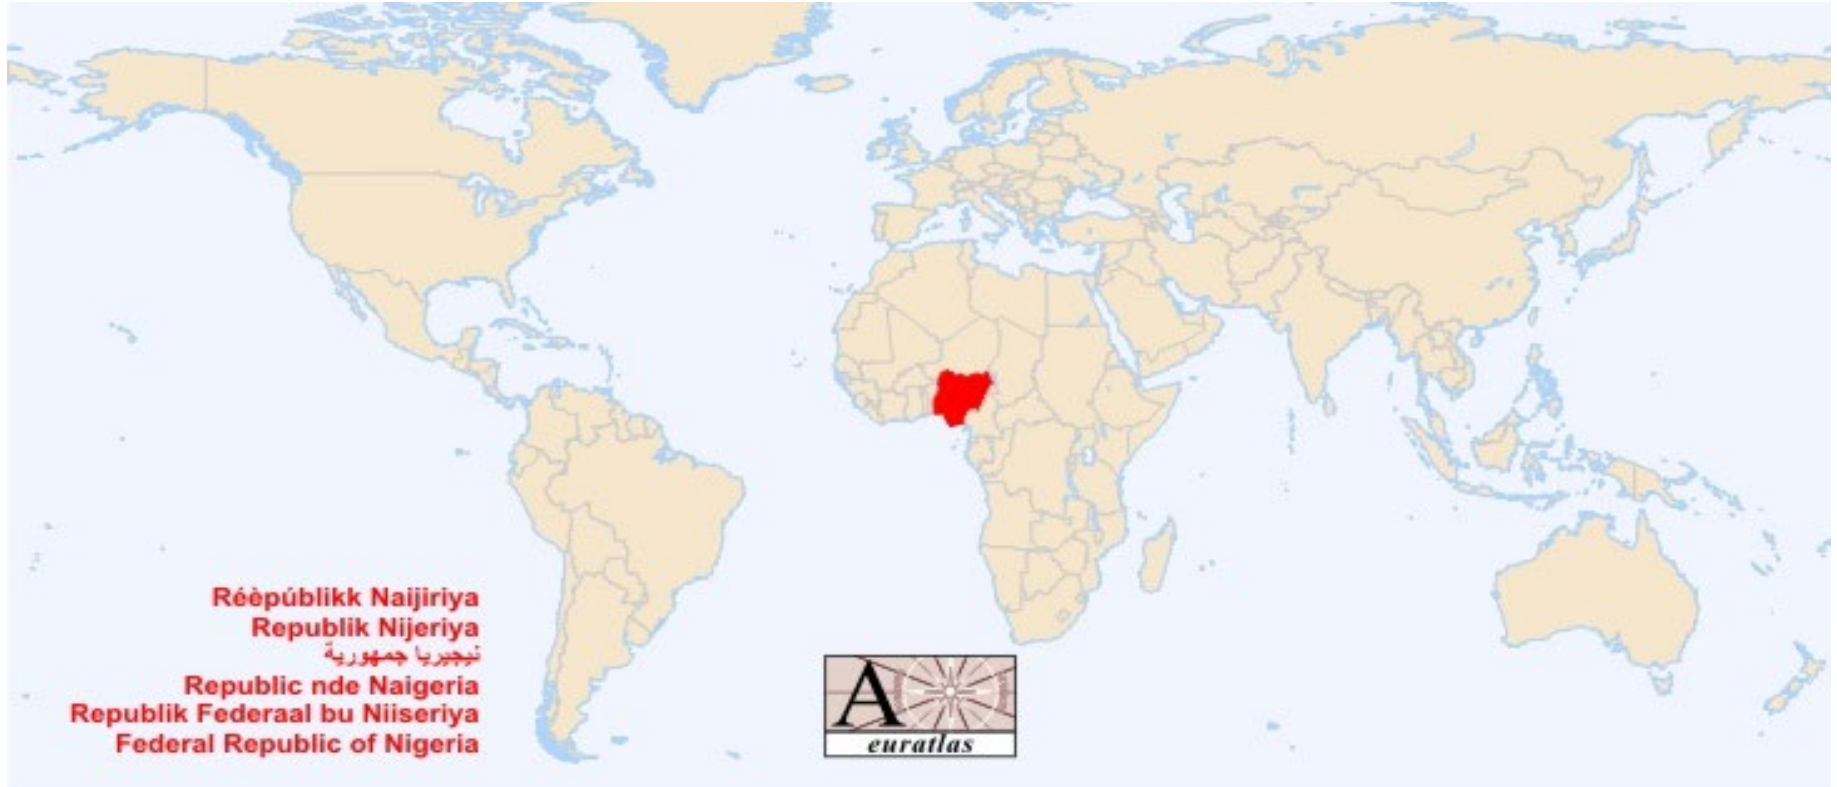 Réèpúblikk Naijiriya
Republik Nijeriya
نيجيريا جمهورية
Republic nde Naigeria
Republik Federaal bu Niiseriya
Federal Republic of Nigeria
A
euratlas